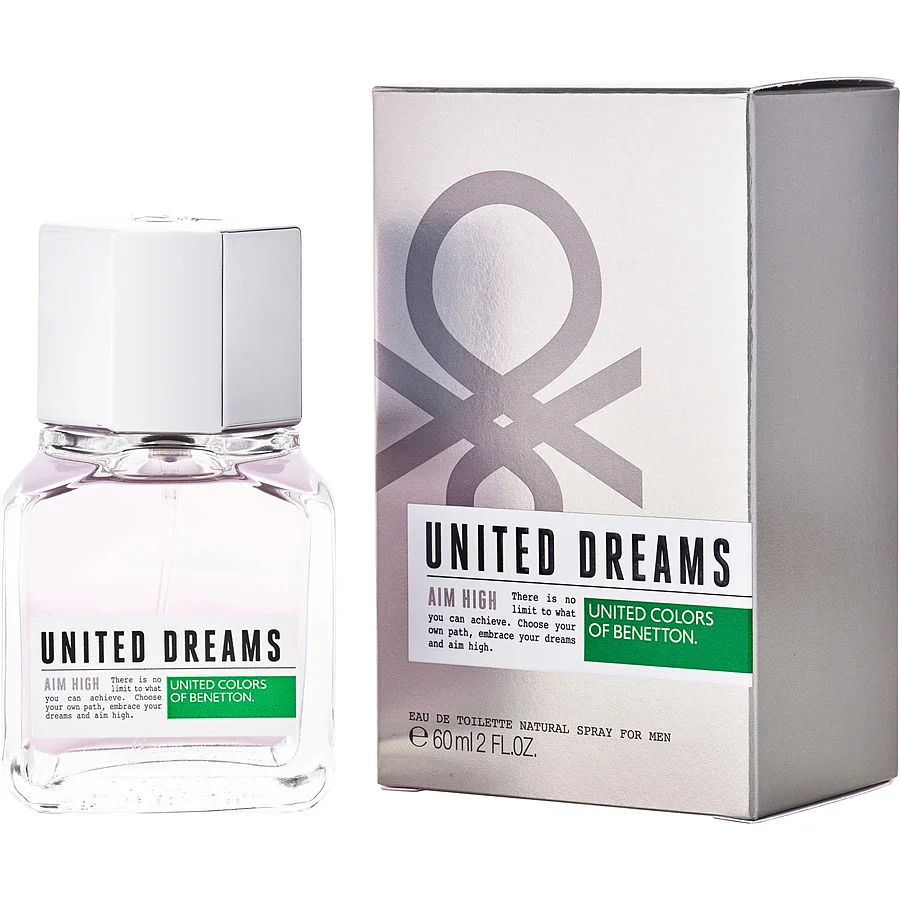 UNITED DREAMS
AIM HIGH There is no
limit to what
you can achieve. Choose
your own path, embrace your
dreams and aim high.
UNITED COLORS
OF BENETTON.
UNITED DREAMS
AIM HIGH There is no
limit to what
you can achieve. Choose your
own path, embrace your dreams
and aim high.
UNITED COLORS
OF BENETTON.
EAU DE TOILETTE NATURAL SPRAY FOR MEN
℮ 60 ml 2 FL.OZ.